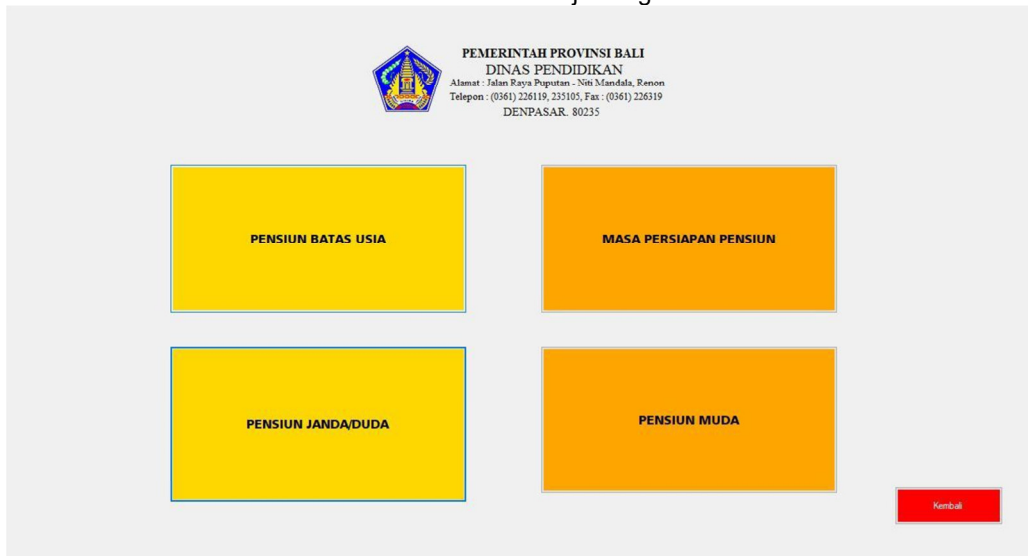 PEMERINTAH PROVINSI BALI
DINAS PENDIDIKAN
Alamat : Jalan Raya Puputan - Niti Mandala, Renon
Telepon : (0361) 226119, 235105, Fax : (0361) 226319
DENPASAR. 80235
PENSIUN BATAS USIA
MASA PERSIAPAN PENSIUN
PENSIUN JANDA/DUDA
PENSIUN MUDA
Kembali